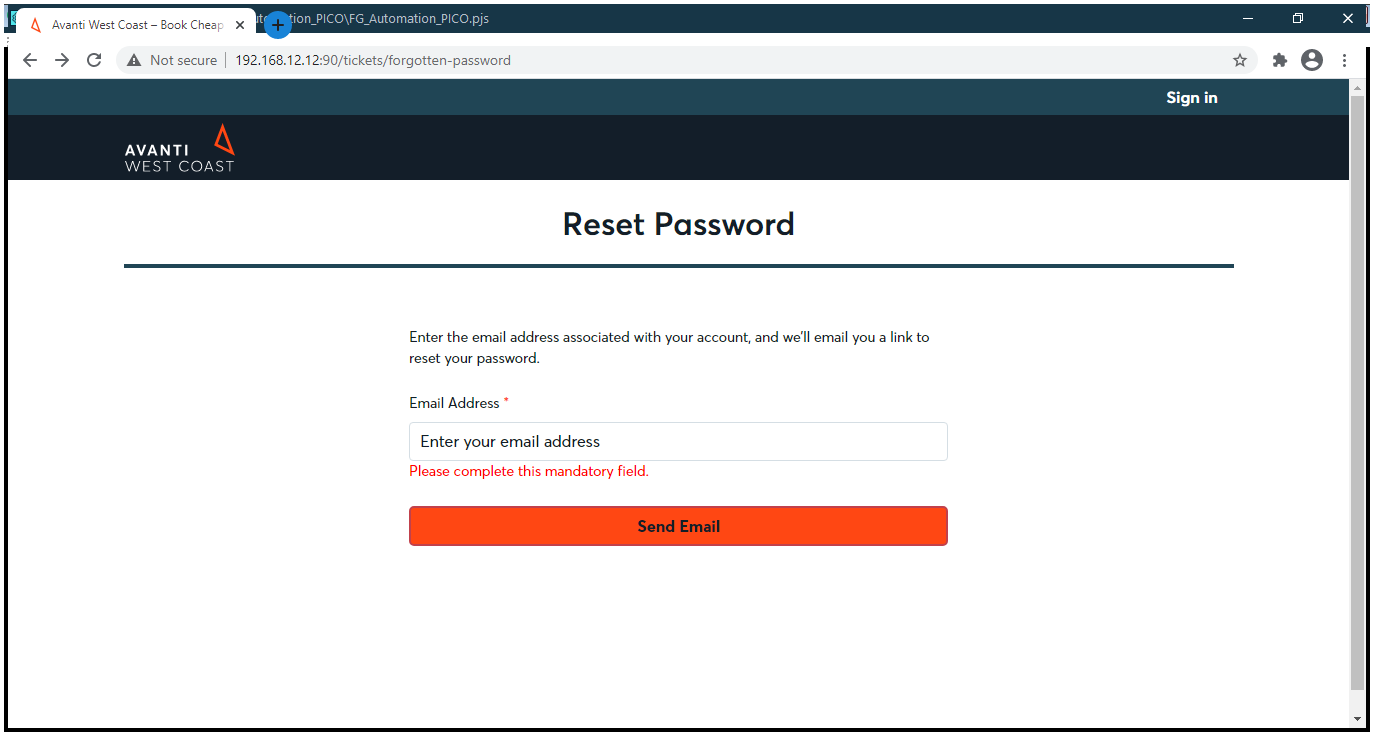 Avanti West Coast – Book Cheap
tion_PICO\FG_Automation_PICO.pjs
Not secure
192.168.12.12:90/tickets/forgotten-password
Sign in
AVANTI
WEST COAST
Reset Password
Enter the email address associated with your account, and we'll email you a link to
reset your password.
Email Address *
Enter your email address
Please complete this mandatory field.
Send Email